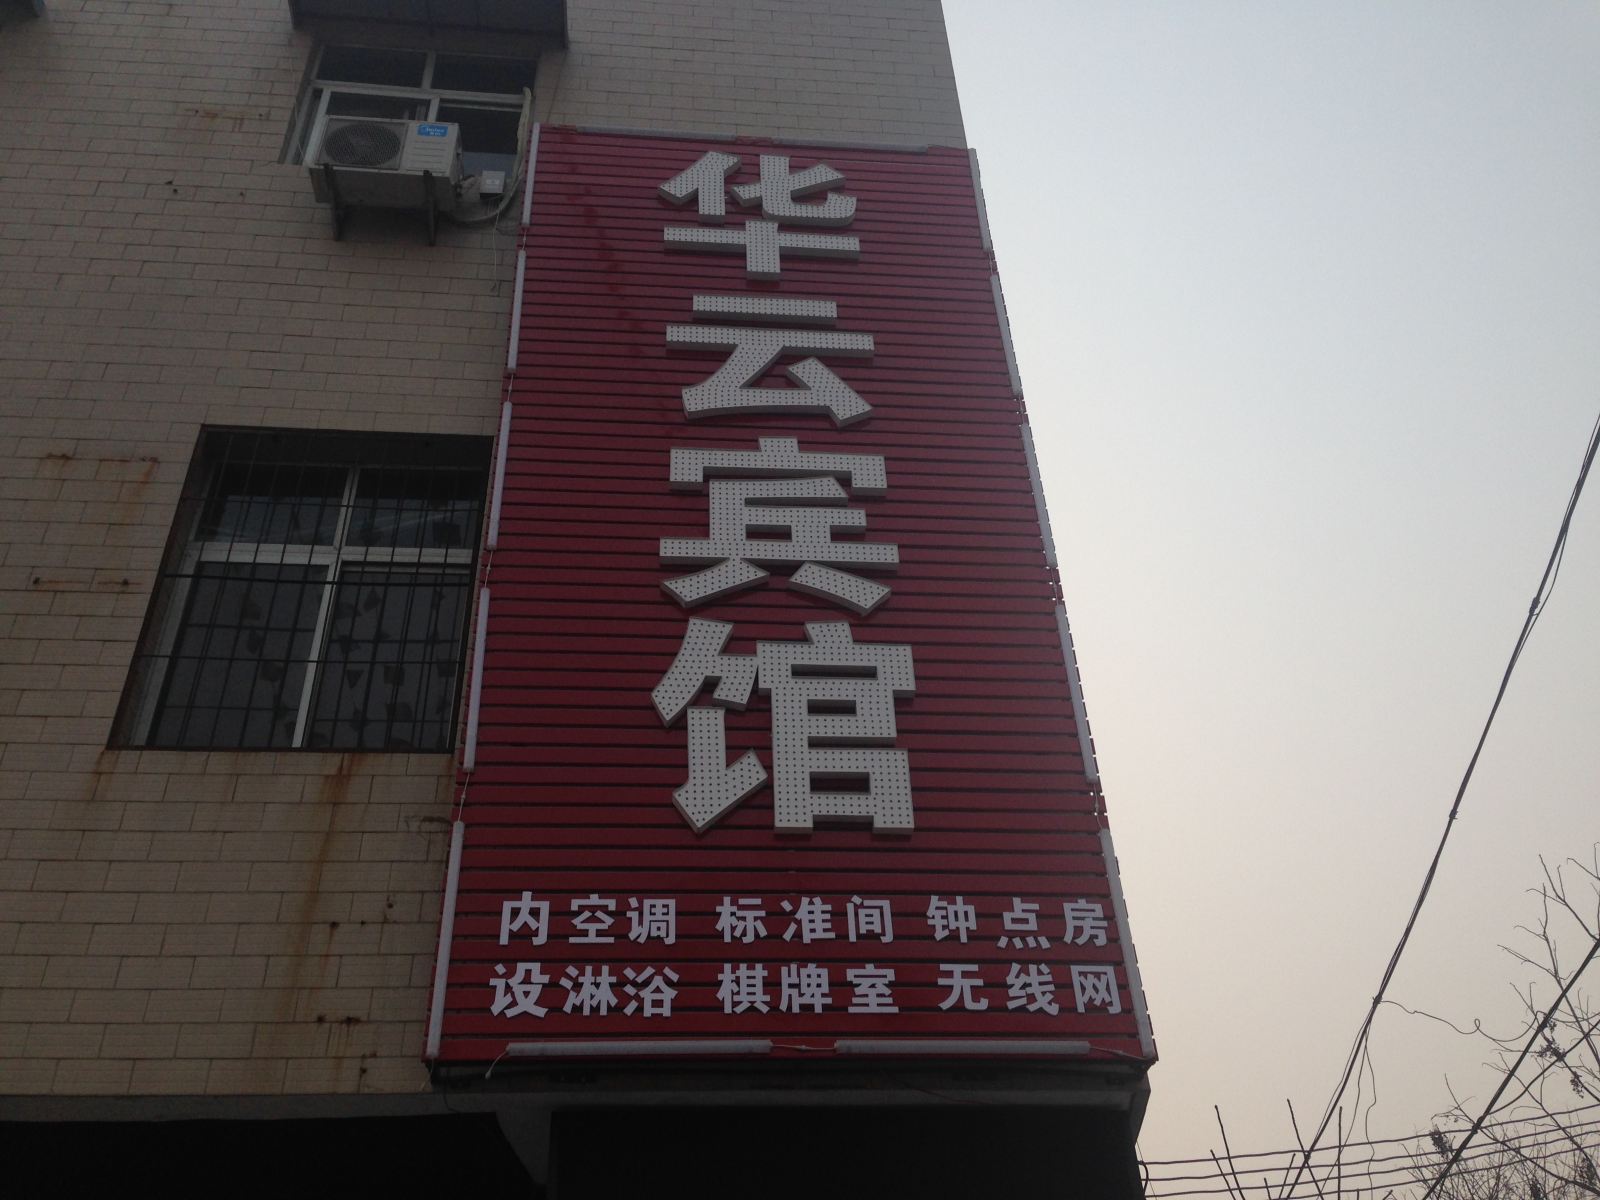 华云宾馆
内空调 标准间 钟点房
设淋浴 棋牌室 无线网